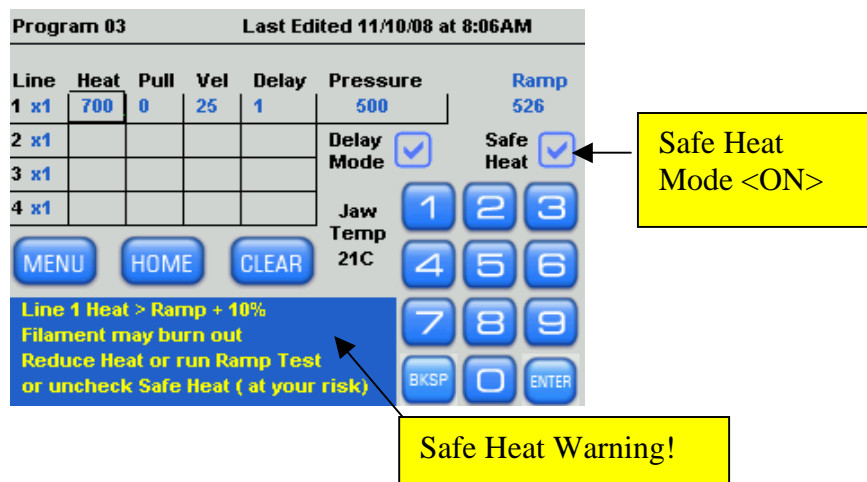 Program 03 Last Edited 11/10/08 at 8:06AM
Line Heat Pull Vel Delay Pressure Ramp
1 x1 700 0 25 1 500 526
2 x1 Delay Mode Safe Heat
3 x1
4 x1 Jaw Temp 21C
1 2 3
4 5 6
7 8 9
BKSP 0 ENTER
MENU HOME CLEAR
Line 1 Heat > Ramp + 10%
Filament may burn out
Reduce Heat or run Ramp Test
or uncheck Safe Heat ( at your risk)
Safe Heat
Mode <ON>
Safe Heat Warning!